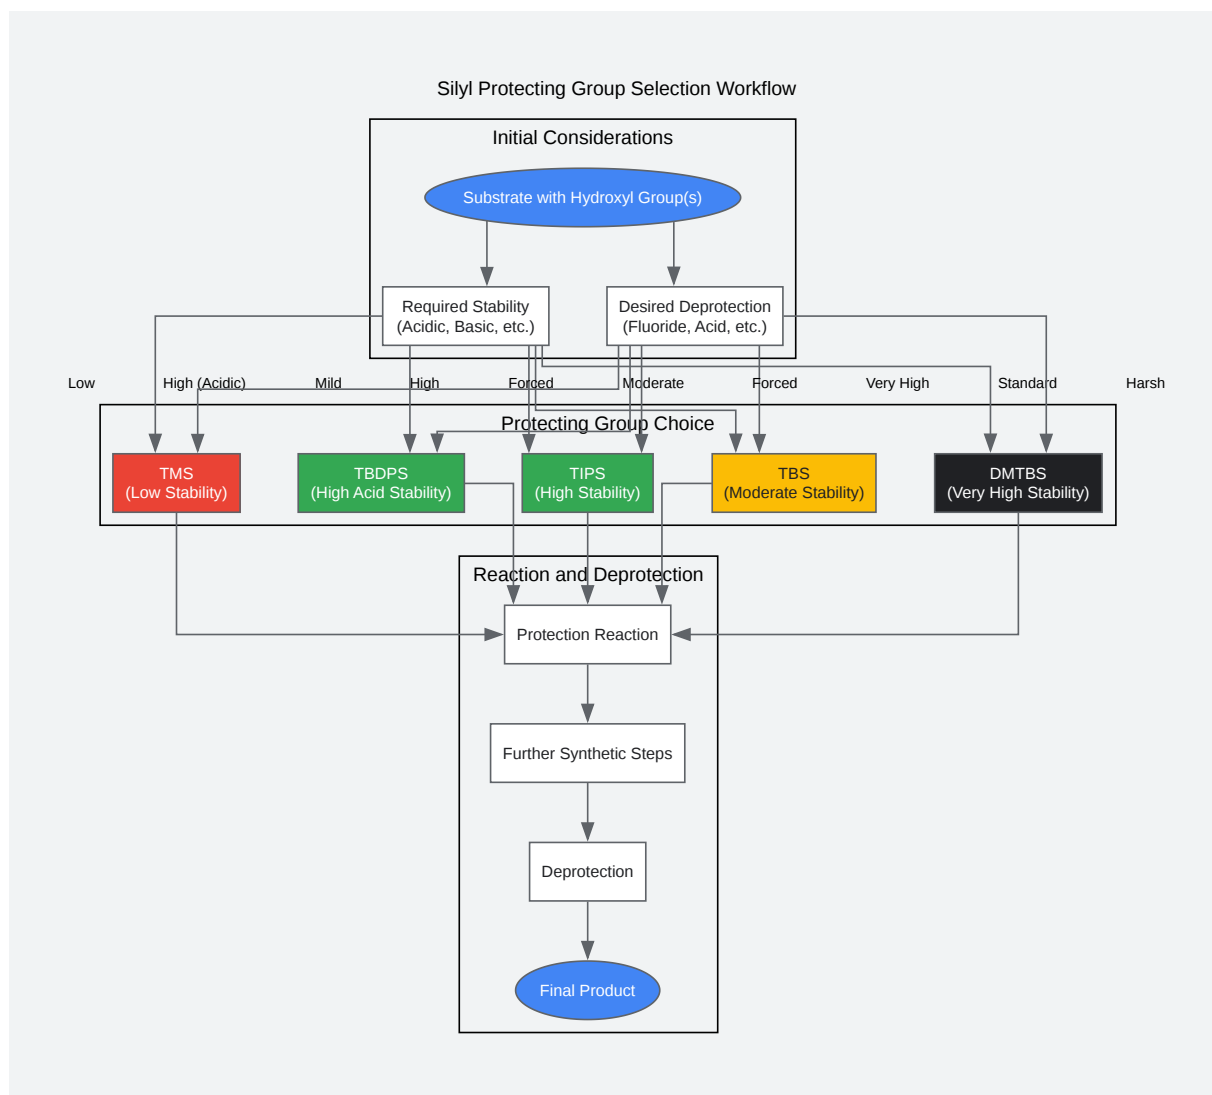 Silyl Protecting Group Selection Workflow
Initial Considerations
Substrate with Hydroxyl Group(s)
Required Stability
(Acidic, Basic, etc.)
Desired Deprotection
(Fluoride, Acid, etc.)
Low
High (Acidic)
Mild
High
Forced
Moderate
Forced
Very High
Standard
Harsh
Protecting Group Choice
TMS
(Low Stability)
TBDPS
(High Acid Stability)
TIPS
(High Stability)
TBS
(Moderate Stability)
DMTBS
(Very High Stability)
Reaction and Deprotection
Protection Reaction
Further Synthetic Steps
Deprotection
Final Product